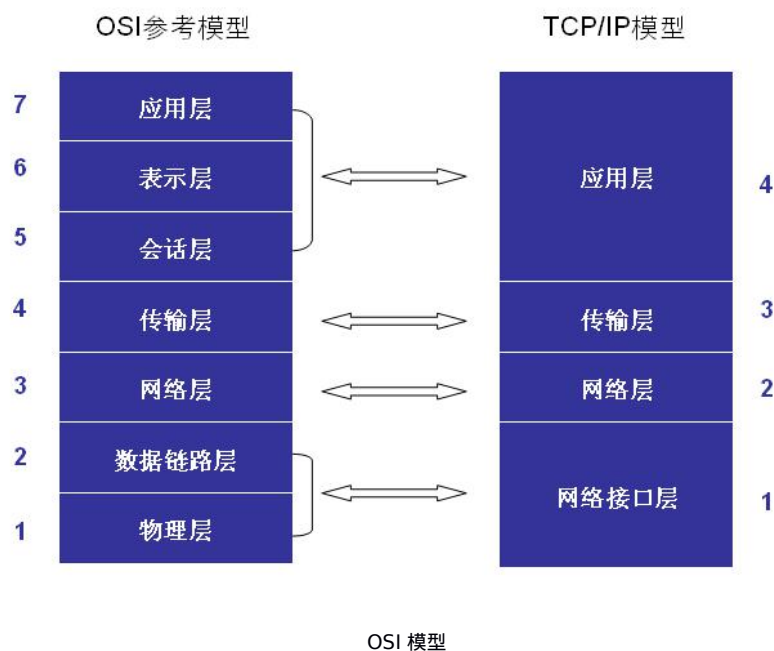 OSI参考模型
TCP/IP模型
7 应用层
6 表示层
5 会话层
4 传输层
3 网络层
2 数据链路层
1 物理层
应用层 4
传输层 3
网络层 2
网络接口层 1
OSI 模型